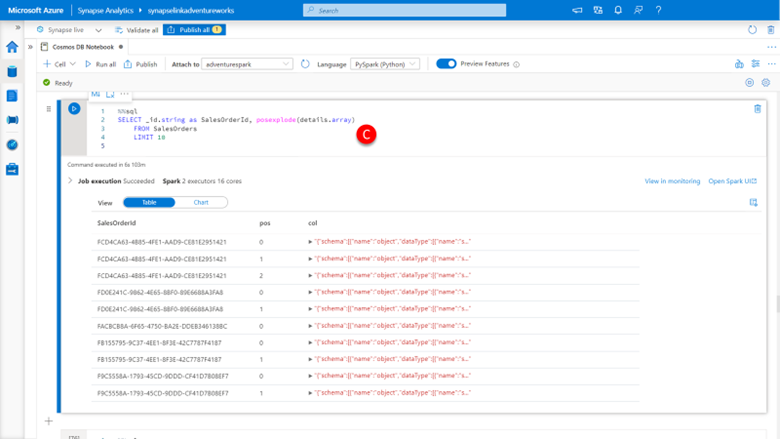 Microsoft Azure Synapse Analytics synapselinkadventureworks Search
Synapse live Validate all Publish all 1
Cosmos DB Notebook
Cell Run all Publish Attach to adventurespark Language PySpark (Python) Preview Features
Ready
1 %%sql
2 SELECT _id.string as SalesOrderId, posexplode(details.array)
3 FROM SalesOrders
4 LIMIT 10
5
C
Command executed in 6s 103ms
Job execution Succeeded Spark 2 executors 16 cores View in monitoring Open Spark UI
View Table Chart
SalesOrderId pos col
FCD4CA63-4B85-4FE1-AAD9-CE81E2951421 0 "{"schema":[{"name":"object","dataType":[{"name":"s..."
FCD4CA63-4B85-4FE1-AAD9-CE81E2951421 1 "{"schema":[{"name":"object","dataType":[{"name":"s..."
FCD4CA63-4B85-4FE1-AAD9-CE81E2951421 2 "{"schema":[{"name":"object","dataType":[{"name":"s..."
FD0E241C-9862-4E65-8BF0-89E6688A3FA8 0 "{"schema":[{"name":"object","dataType":[{"name":"s..."
FD0E241C-9862-4E65-8BF0-89E6688A3FA8 1 "{"schema":[{"name":"object","dataType":[{"name":"s..."
FACBCB8A-6F65-4750-BA2E-DDEB346138BC 0 "{"schema":[{"name":"object","dataType":[{"name":"s..."
FB155795-9C37-4EE1-8F3E-42C7787F4187 0 "{"schema":[{"name":"object","dataType":[{"name":"s..."
FB155795-9C37-4EE1-8F3E-42C7787F4187 1 "{"schema":[{"name":"object","dataType":[{"name":"s..."
F9C5558A-1793-45CD-9DDD-CF41D7B08EF7 0 "{"schema":[{"name":"object","dataType":[{"name":"s..."
F9C5558A-1793-45CD-9DDD-CF41D7B08EF7 1 "{"schema":[{"name":"object","dataType":[{"name":"s..."